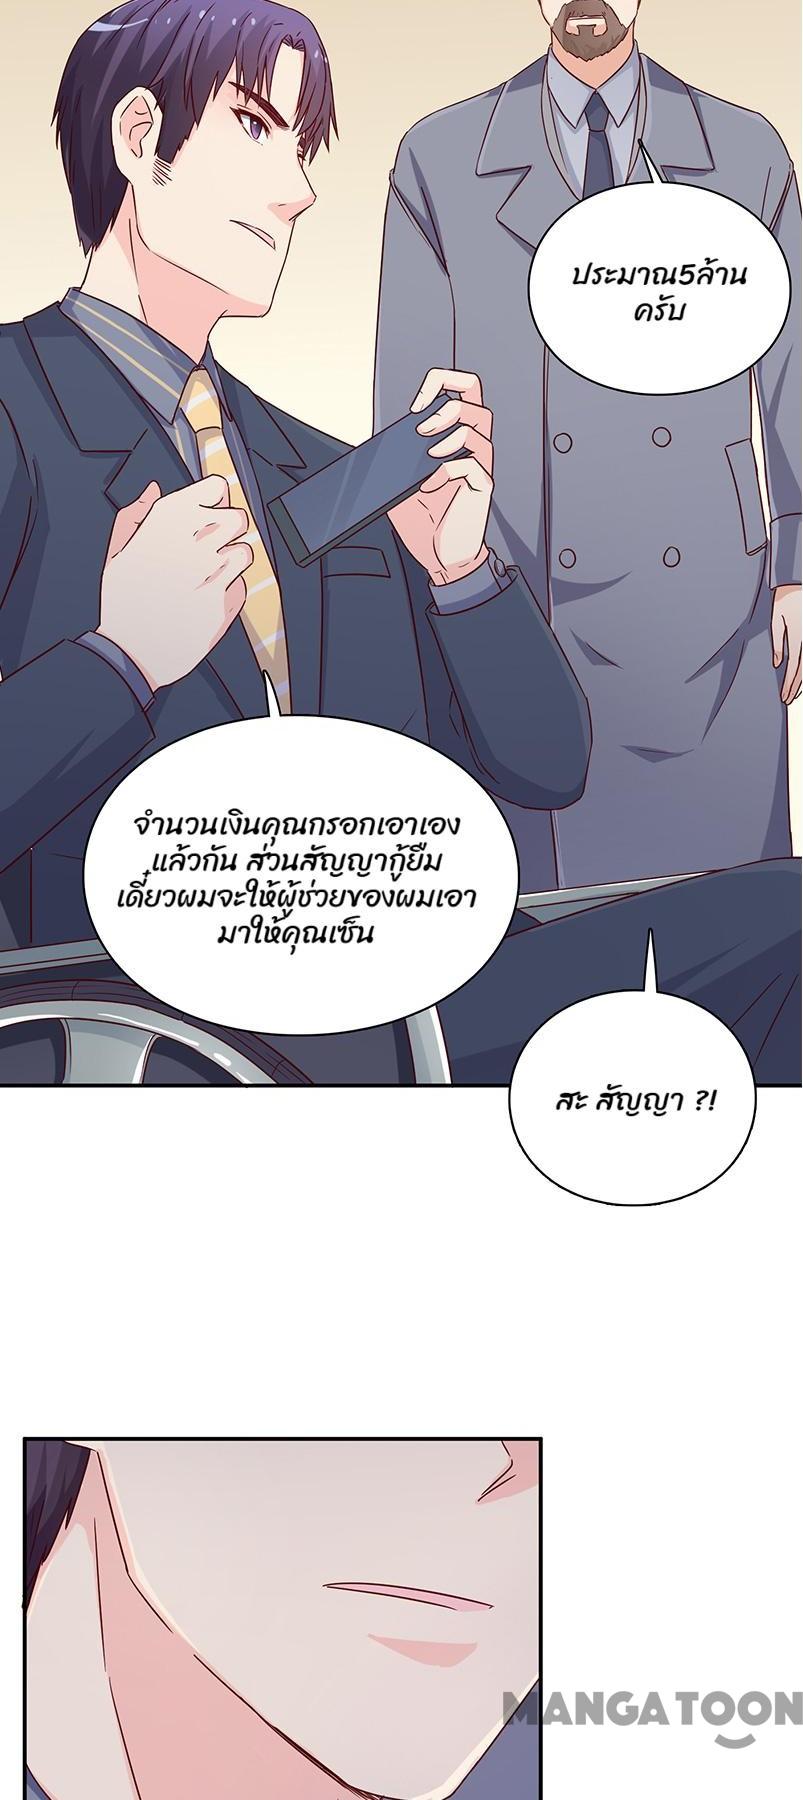 ประมาณ5ล้าน
ครับ
จำนวนเงินคุณกรอกเอาเอง
แล้วกัน ส่วนสัญญากู้ยืม
เดี๋ยวผมจะให้ผู้ช่วยของผมเอา
มาให้คุณเซ็น
สะ สัญญา ?!
MANGATOON